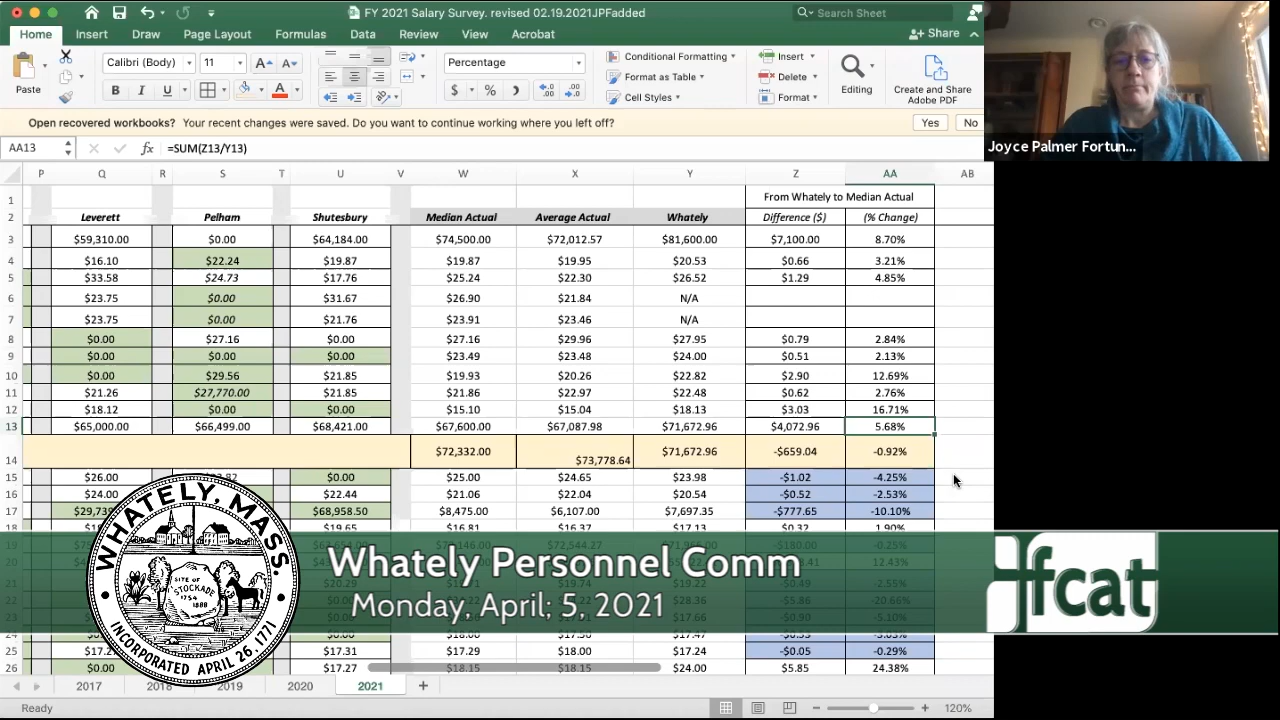 FY 2021 Salary Survey. revised 02.19.2021JPFadded
Search Sheet
Home Insert Draw Page Layout Formulas Data Review View Acrobat Share
Paste
Calibri (Body) 11 A A
B I U A
Percentage
$ % )
Conditional Formatting
Format as Table
Cell Styles
Insert
Delete
Format
Editing
Create and Share
Adobe PDF
Open recovered workbooks? Your recent changes were saved. Do you want to continue working where you left off? Yes No
Joyce Palmer Fortun...
AA13 fx =SUM(Z13/Y13)
P Q R S T U V W X Y Z AA AB
1 From Whately to Median Actual
2 Leverett Pelham Shutesbury Median Actual Average Actual Whately Difference ($) (% Change)
3 $59,310.00 $0.00 $64,184.00 $74,500.00 $72,012.57 $81,600.00 $7,100.00 8.70%
4 $16.10 $22.24 $19.87 $19.87 $19.95 $20.53 $0.66 3.21%
5 $33.58 $24.73 $17.76 $25.24 $22.30 $26.52 $1.29 4.85%
6 $23.75 $0.00 $31.67 $26.90 $21.84 N/A
7 $23.75 $0.00 $21.76 $23.91 $23.46 N/A
8 $0.00 $27.16 $0.00 $27.16 $29.96 $27.95 $0.79 2.84%
9 $0.00 $0.00 $0.00 $23.49 $23.48 $24.00 $0.51 2.13%
10 $0.00 $29.56 $21.85 $19.93 $20.26 $22.82 $2.90 12.69%
11 $21.26 $27,770.00 $21.85 $21.86 $22.97 $22.48 $0.62 2.76%
12 $18.12 $0.00 $0.00 $15.10 $15.04 $18.13 $3.03 16.71%
13 $65,000.00 $66,499.00 $68,421.00 $67,600.00 $67,087.98 $71,672.96 $4,072.96 5.68%
14 $72,332.00 $73,778.64 $71,672.96 -$659.04 -0.92%
15 $26.00 $0.00 $25.00 $24.65 $23.98 -$1.02 -4.25%
16 $24.00 $22.44 $21.06 $22.04 $20.54 -$0.52 -2.53%
17 $68,958.50 $8,475.00 $6,107.00 $7,697.35 -$777.65 -10.10%
18 $19.65 $16.81 $16.37 $17.13 $0.32 1.90%
Whately Personnel Comm
Monday, April; 5, 2021
fcat
WHATELY, MASS.
SITE OF
STOCKADE
INCORPORATED APRIL 26, 1771
25 $17.31 $17.29 $18.00 $17.24 -$0.05 -0.29%
26 $0.00 $17.27 $18.15 $18.15 $24.00 $5.85 24.38%
2017 2018 2019 2020 2021 +
Ready 120%